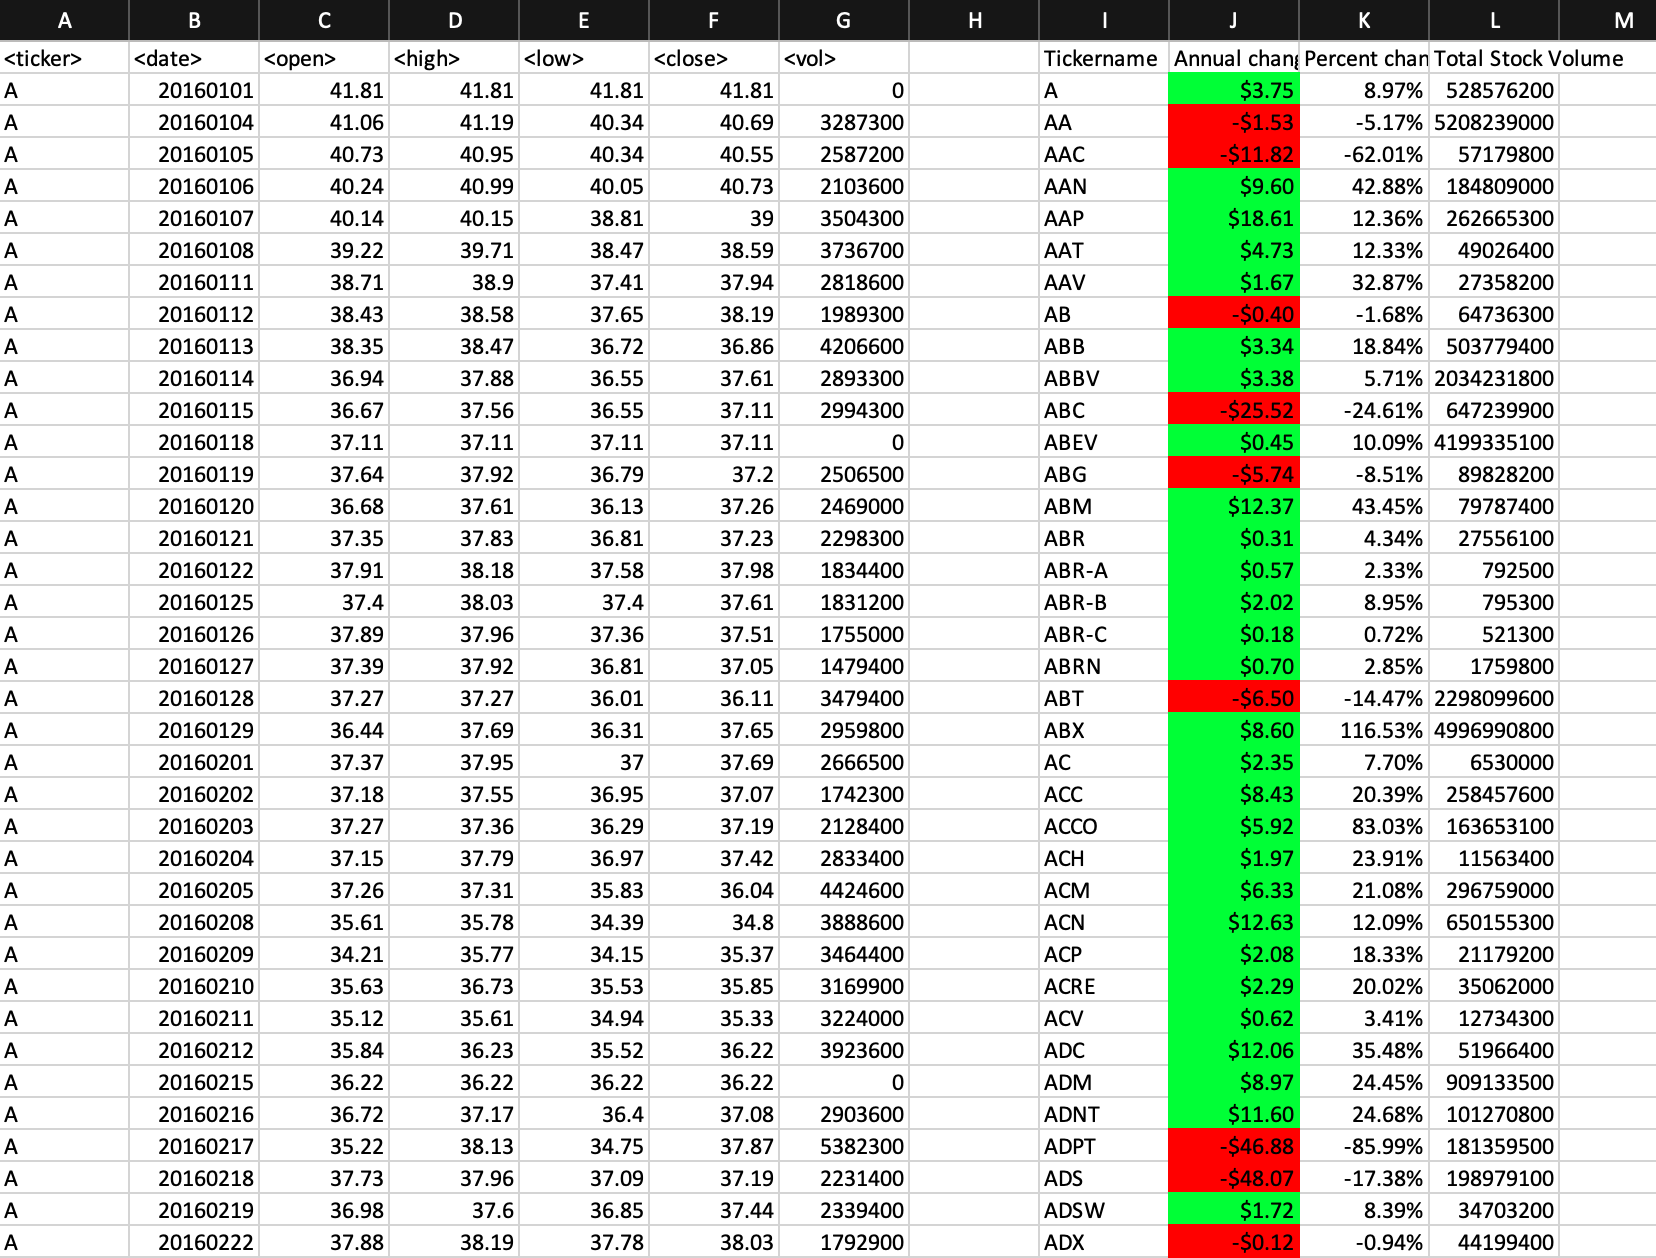 A B C D E F G H I J K L M
<ticker> <date> <open> <high> <low> <close> <vol> Tickername Annual chang Percent chan Total Stock Volume
A 20160101 41.81 41.81 41.81 41.81 0 A $3.75 8.97% 528576200
A 20160104 41.06 41.19 40.34 40.69 3287300 AA -$1.53 -5.17% 5208239000
A 20160105 40.73 40.95 40.34 40.55 2587200 AAC -$11.82 -62.01% 57179800
A 20160106 40.24 40.99 40.05 40.73 2103600 AAN $9.60 42.88% 184809000
A 20160107 40.14 40.15 38.81 39 3504300 AAP $18.61 12.36% 262665300
A 20160108 39.22 39.71 38.47 38.59 3736700 AAT $4.73 12.33% 49026400
A 20160111 38.71 38.9 37.41 37.94 2818600 AAV $1.67 32.87% 27358200
A 20160112 38.43 38.58 37.65 38.19 1989300 AB -$0.40 -1.68% 64736300
A 20160113 38.35 38.47 36.72 36.86 4206600 ABB $3.34 18.84% 503779400
A 20160114 36.94 37.88 36.55 37.61 2893300 ABBV $3.38 5.71% 2034231800
A 20160115 36.67 37.56 36.55 37.11 2994300 ABC -$25.52 -24.61% 647239900
A 20160118 37.11 37.11 37.11 37.11 0 ABEV $0.45 10.09% 4199335100
A 20160119 37.64 37.92 36.79 37.2 2506500 ABG -$5.74 -8.51% 89828200
A 20160120 36.68 37.61 36.13 37.26 2469000 ABM $12.37 43.45% 79787400
A 20160121 37.35 37.83 36.81 37.23 2298300 ABR $0.31 4.34% 27556100
A 20160122 37.91 38.18 37.58 37.98 1834400 ABR-A $0.57 2.33% 792500
A 20160125 37.4 38.03 37.4 37.61 1831200 ABR-B $2.02 8.95% 795300
A 20160126 37.89 37.96 37.36 37.51 1755000 ABR-C $0.18 0.72% 521300
A 20160127 37.39 37.92 36.81 37.05 1479400 ABRN $0.70 2.85% 1759800
A 20160128 37.27 37.27 36.01 36.11 3479400 ABT -$6.50 -14.47% 2298099600
A 20160129 36.44 37.69 36.31 37.65 2959800 ABX $8.60 116.53% 4996990800
A 20160201 37.37 37.95 37 37.69 2666500 AC $2.35 7.70% 6530000
A 20160202 37.18 37.55 36.95 37.07 1742300 ACC $8.43 20.39% 258457600
A 20160203 37.27 37.36 36.29 37.19 2128400 ACCO $5.92 83.03% 163653100
A 20160204 37.15 37.79 36.97 37.42 2833400 ACH $1.97 23.91% 11563400
A 20160205 37.26 37.31 35.83 36.04 4424600 ACM $6.33 21.08% 296759000
A 20160208 35.61 35.78 34.39 34.8 3888600 ACN $12.63 12.09% 650155300
A 20160209 34.21 35.77 34.15 35.37 3464400 ACP $2.08 18.33% 21179200
A 20160210 35.63 36.73 35.53 35.85 3169900 ACRE $2.29 20.02% 35062000
A 20160211 35.12 35.61 34.94 35.33 3224000 ACV $0.62 3.41% 12734300
A 20160212 35.84 36.23 35.52 36.22 3923600 ADC $12.06 35.48% 51966400
A 20160215 36.22 36.22 36.22 36.22 0 ADM $8.97 24.45% 909133500
A 20160216 36.72 37.17 36.4 37.08 2903600 ADNT $11.60 24.68% 101270800
A 20160217 35.22 38.13 34.75 37.87 5382300 ADPT -$46.88 -85.99% 181359500
A 20160218 37.73 37.96 37.09 37.19 2231400 ADS -$48.07 -17.38% 198979100
A 20160219 36.98 37.6 36.85 37.44 2339400 ADSW $1.72 8.39% 34703200
A 20160222 37.88 38.19 37.78 38.03 1792900 ADX -$0.12 -0.94% 44199400